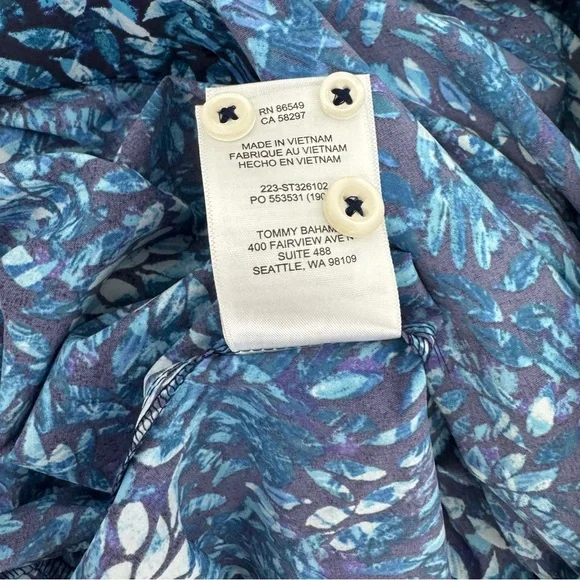 RN 86549
CA 58297
MADE IN VIETNAM
FABRIQUE AU VIETNAM
HECHO EN VIETNAM
223-ST326102
PO 553531
TOMMY
400 FAIRVIEW AVE N
SUITE 488
SEATTLE, WA 98109